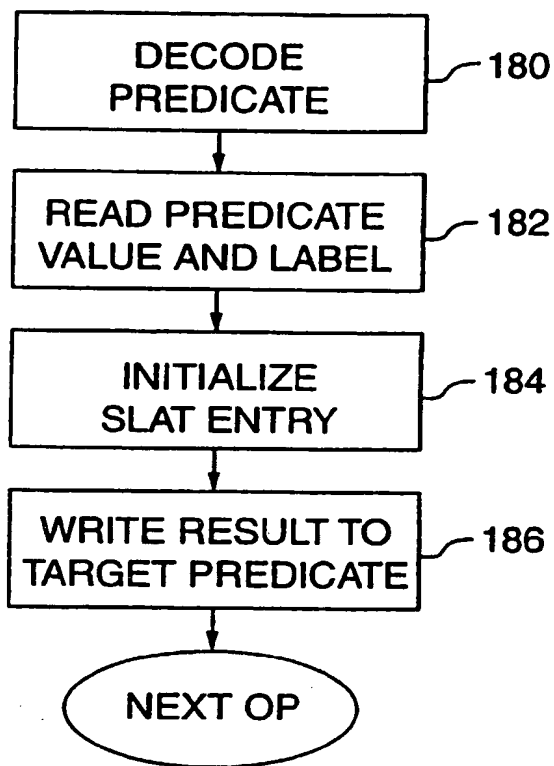 DECODE
PREDICATE
180
READ PREDICATE
VALUE AND LABEL
182
INITIALIZE
SLAT ENTRY
184
WRITE RESULT TO
TARGET PREDICATE
186
NEXT OP